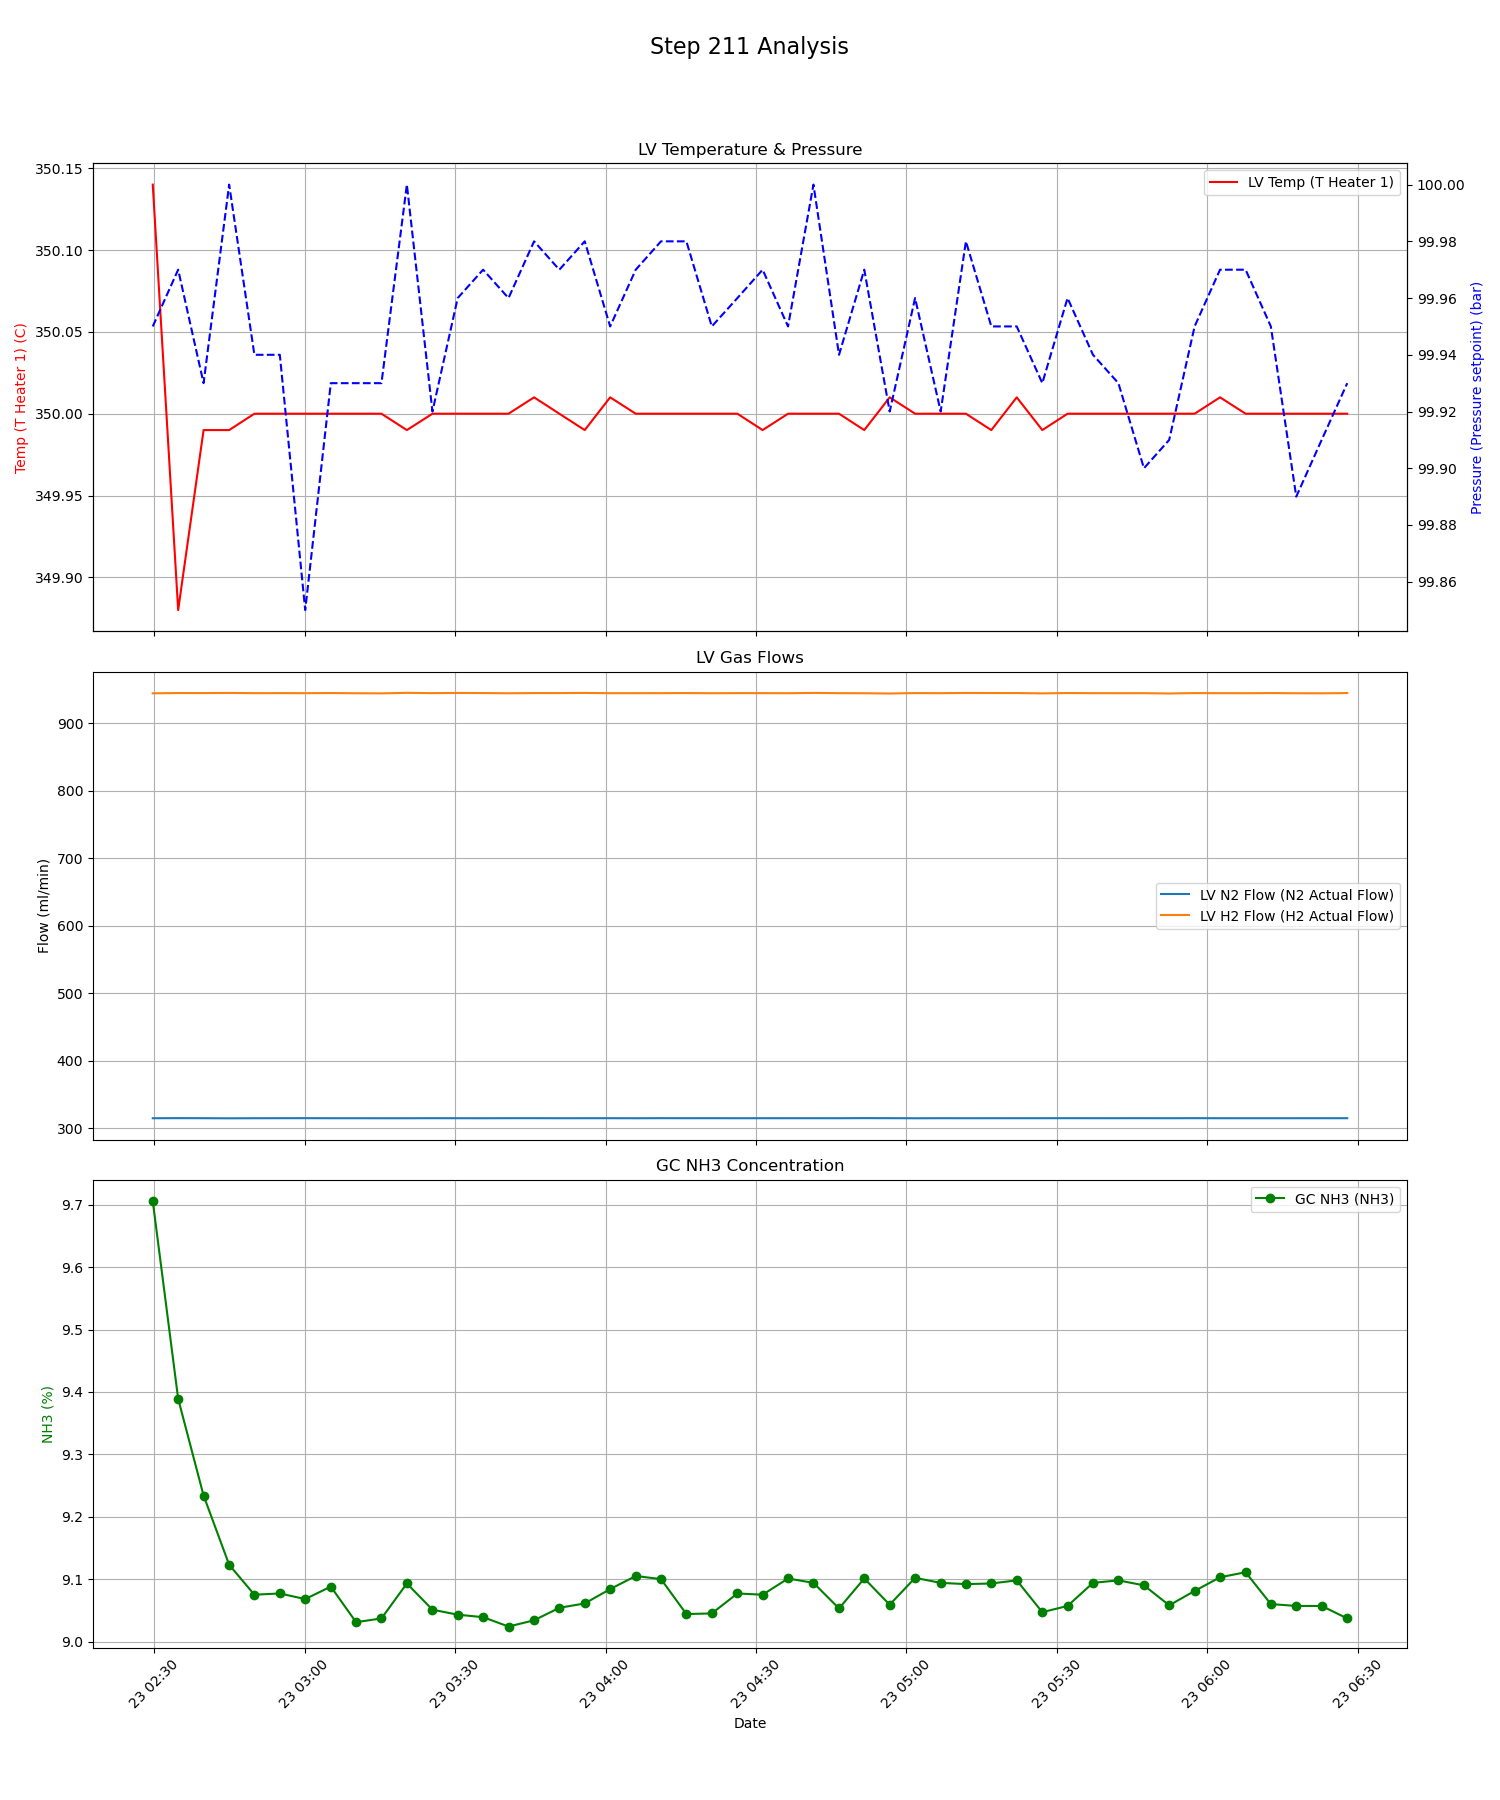 Step 211 Analysis
LV Temperature & Pressure
350.15
350.10
350.05
350.00
349.95
349.90
Temp (T Heater 1) (C)
LV Temp (T Heater 1)
100.00
99.98
99.96
99.94
99.92
99.90
99.88
99.86
Pressure (Pressure setpoint) (bar)
LV Gas Flows
900
800
700
600
500
400
300
Flow (ml/min)
LV N2 Flow (N2 Actual Flow)
LV H2 Flow (H2 Actual Flow)
GC NH3 Concentration
9.7
9.6
9.5
9.4
9.3
9.2
9.1
9.0
NH3 (%)
GC NH3 (NH3)
23 02:30
23 03:00
23 03:30
23 04:00
23 04:30
23 05:00
23 05:30
23 06:00
23 06:30
Date